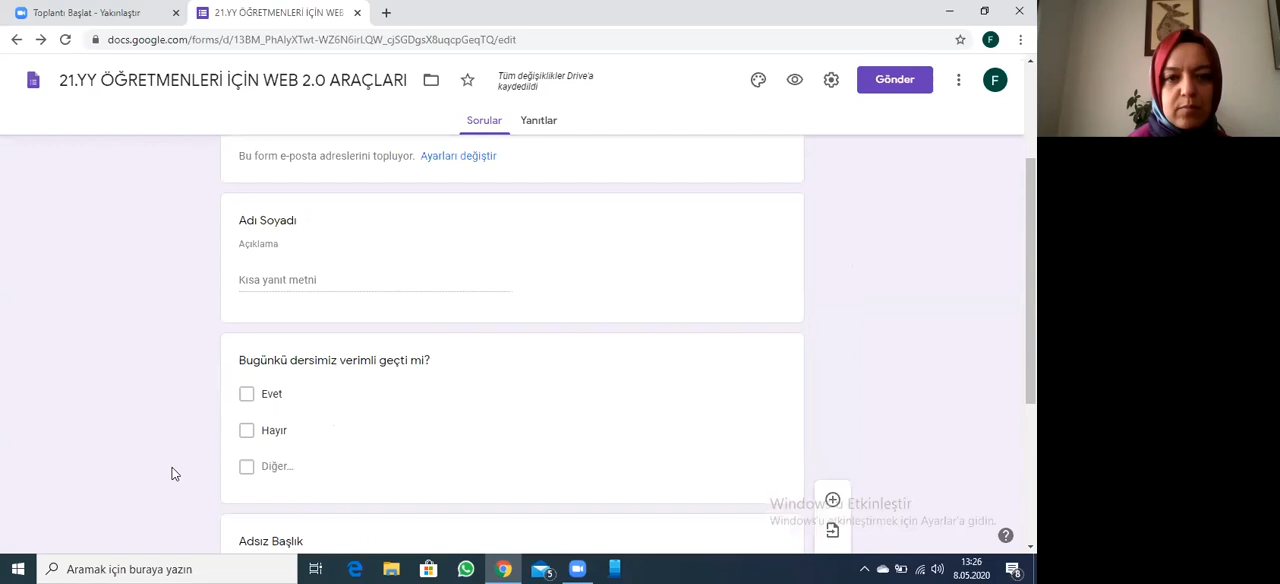 Toplantı Başlat - Yakınlaştır
21.YY ÖĞRETMENLERİ İÇİN WEB
docs.google.com/forms/d/13BM_PhAlyXTwt-WZ6N6irLQW_cjSGDgsX8uqcpGeqTQ/edit
F
21.YY ÖĞRETMENLERİ İÇİN WEB 2.0 ARAÇLARI
Tüm değişiklikler Drive'a
kaydedildi
Gönder
F
Sorular
Yanıtlar
Bu form e-posta adreslerini topluyor. Ayarları değiştir
Adı Soyadı
Açıklama
Kısa yanıt metni
Bugünkü dersimiz verimli geçti mi?
Evet
Hayır
Diğer...
Windows'u Etkinleştir
Windows'u etkinleştirmek için Ayarlar'a gidin.
Adsız Başlık
Aramak için buraya yazın
5
13:26
8.05.2020
8